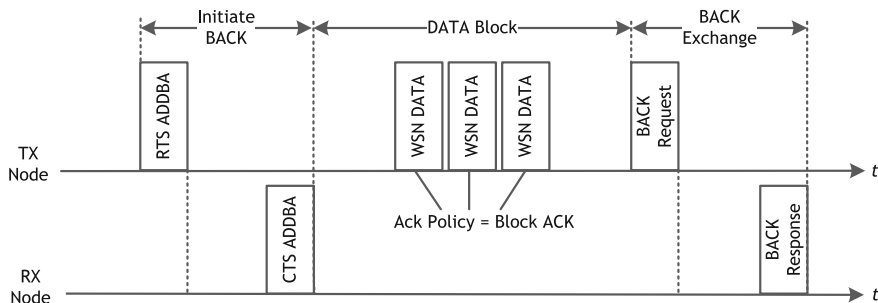 Initiate
BACK
DATA Block
BACK
Exchange
RTS ADDBA
WSN DATA
WSN DATA
WSN DATA
BACK
Request
TX
Node
t
Ack Policy = Block ACK
CTS ADDBA
BACK
Response
RX
Node
t